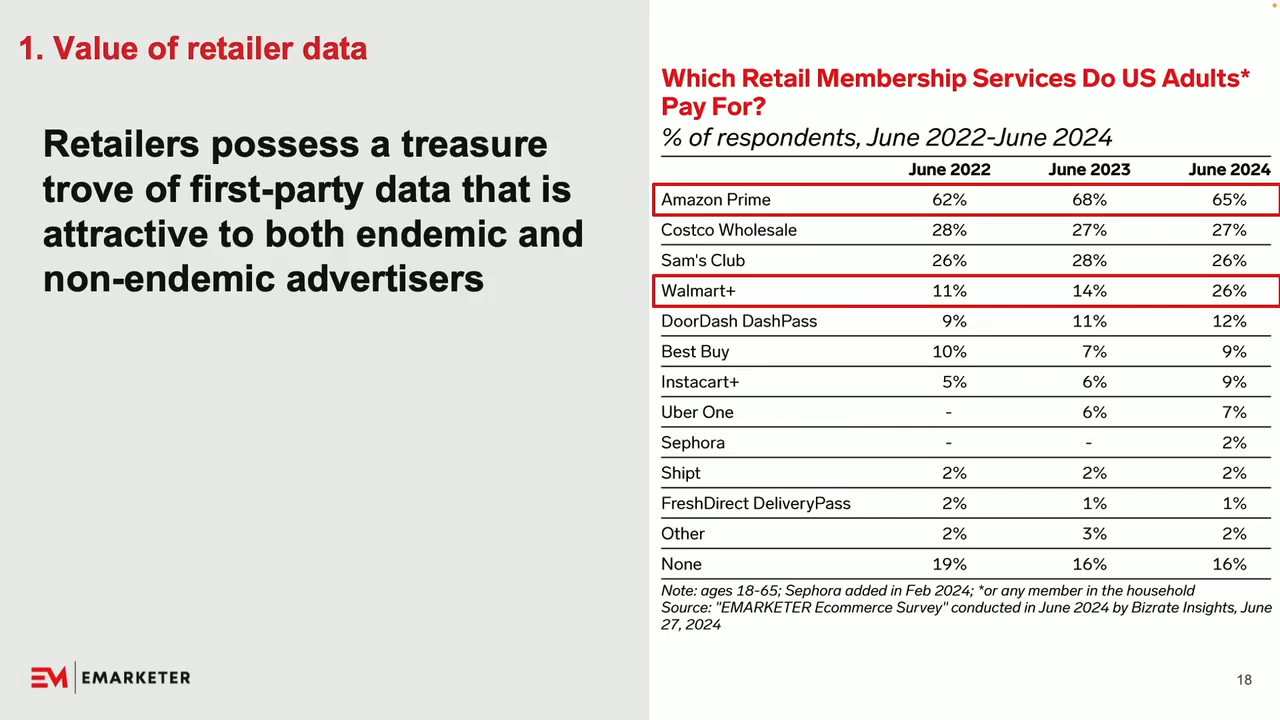 1. Value of retailer data
Retailers possess a treasure
trove of first-party data that is
attractive to both endemic and
non-endemic advertisers
Which Retail Membership Services Do US Adults*
Pay For?
% of respondents, June 2022-June 2024
June 2022 June 2023 June 2024
Amazon Prime 62% 68% 65%
Costco Wholesale 28% 27% 27%
Sam's Club 26% 28% 26%
Walmart+ 11% 14% 26%
DoorDash DashPass 9% 11% 12%
Best Buy 10% 7% 9%
Instacart+ 5% 6% 9%
Uber One - 6% 7%
Sephora - - 2%
Shipt 2% 2% 2%
FreshDirect DeliveryPass 2% 1% 1%
Other 2% 3% 2%
None 19% 16% 16%
Note: ages 18-65; Sephora added in Feb 2024; *or any member in the household
Source: "EMARKETER Ecommerce Survey" conducted in June 2024 by Bizrate Insights, June
27, 2024
EM EMARKETER
18